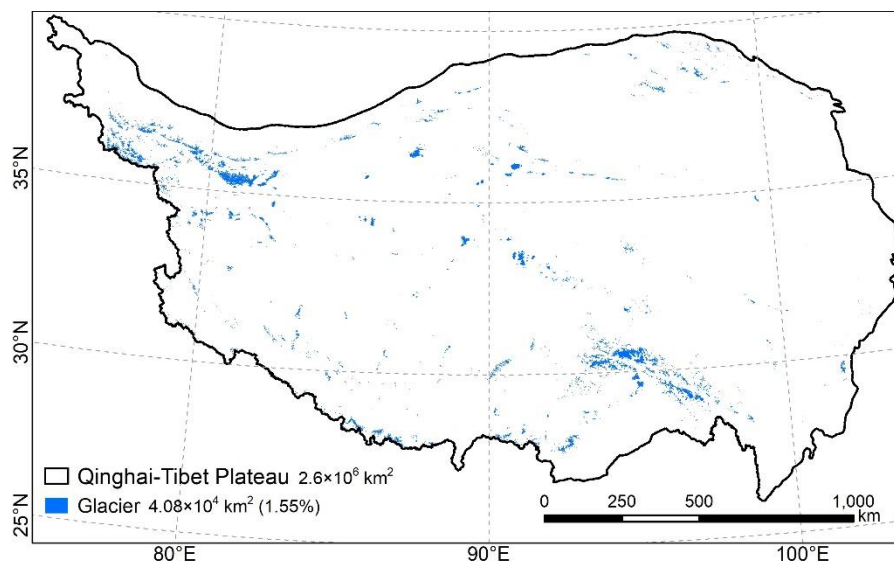 35°N
30°N
25°N
Qinghai-Tibet Plateau 2.6×10⁶ km²
Glacier 4.08×10⁴ km² (1.55%)
0 250 500 1,000
km
80°E 90°E 100°E